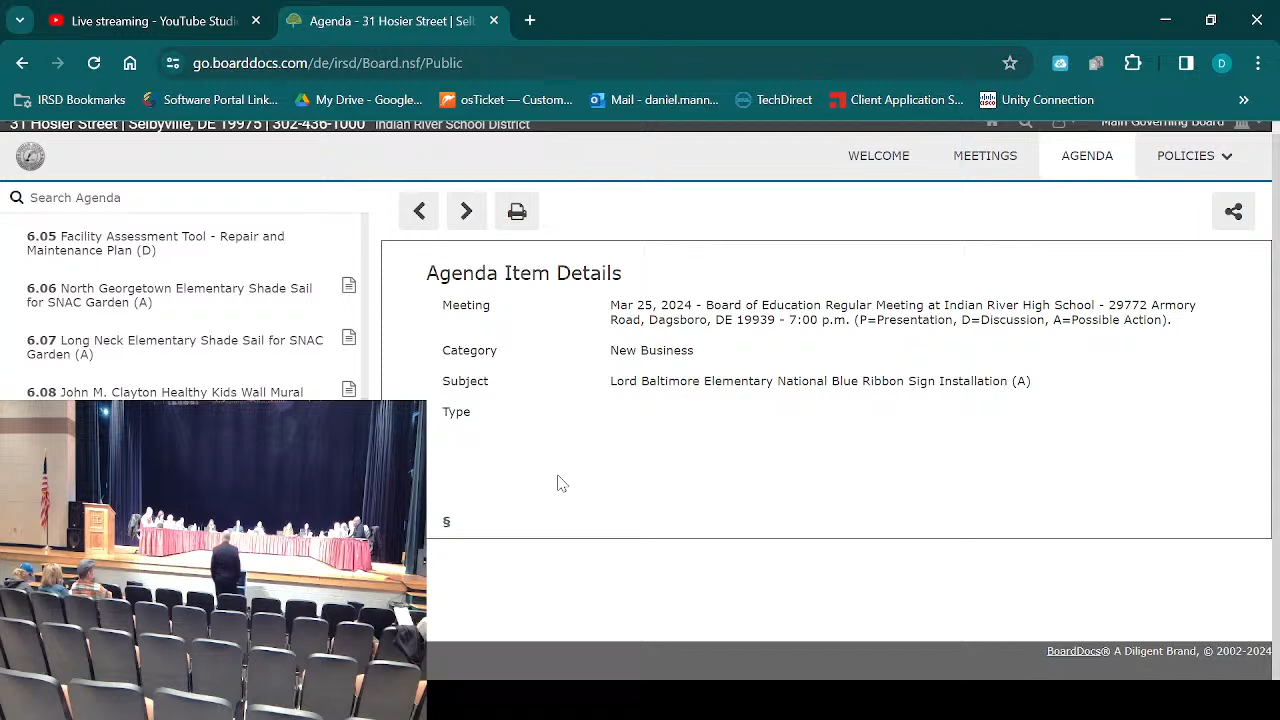 Live streaming - YouTube Studi
Agenda - 31 Hosier Street | Sel
go.boarddocs.com/de/irsd/Board.nsf/Public
D
IRSD Bookmarks
Software Portal Link...
My Drive - Google...
osTicket — Custom...
Mail - daniel.mann...
TechDirect
Client Application S...
Unity Connection
31 Hosier Street | Selbyville, DE 19975 | 302-436-1000 Indian River School District
Main Governing Board
WELCOME
MEETINGS
AGENDA
POLICIES
Search Agenda
6.05 Facility Assessment Tool - Repair and
Maintenance Plan (D)
6.06 North Georgetown Elementary Shade Sail
for SNAC Garden (A)
6.07 Long Neck Elementary Shade Sail for SNAC
Garden (A)
6.08 John M. Clayton Healthy Kids Wall Mural
Agenda Item Details
Meeting
Mar 25, 2024 - Board of Education Regular Meeting at Indian River High School - 29772 Armory
Road, Dagsboro, DE 19939 - 7:00 p.m. (P=Presentation, D=Discussion, A=Possible Action).
Category
New Business
Subject
Lord Baltimore Elementary National Blue Ribbon Sign Installation (A)
Type
§
BoardDocs® A Diligent Brand, © 2002-2024